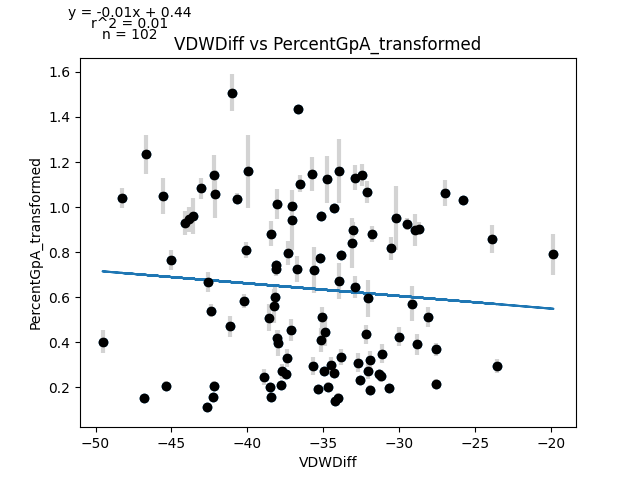 y = -0.01x + 0.44
r^2 = 0.01
n = 102
VDWDiff vs PercentGpA_transformed
1.6
1.4
1.2
1.0
0.8
0.6
0.4
0.2
PercentGpA_transformed
−50
−45
−40
−35
−30
−25
−20
VDWDiff